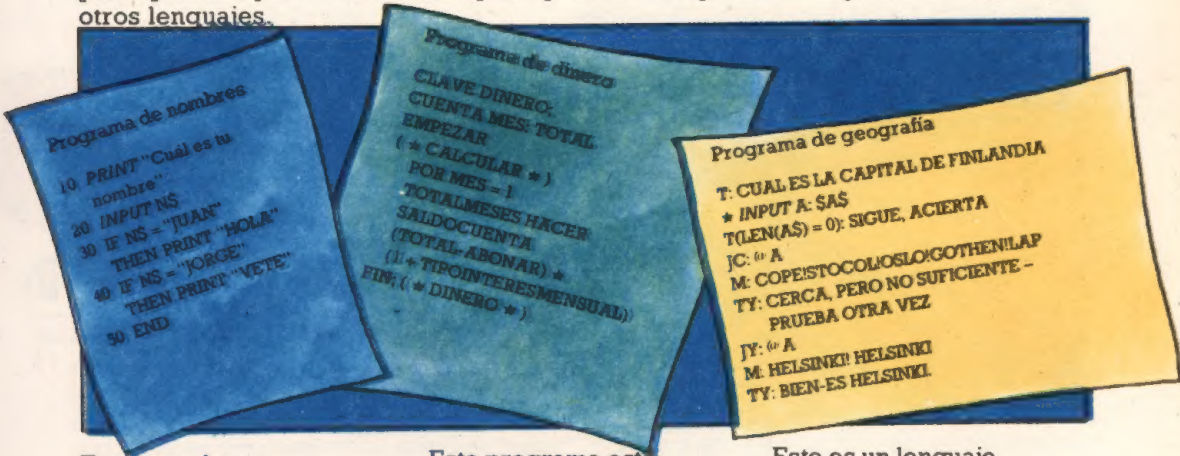 otros lenguajes.
Programa de nombres
10 PRINT "Cuál es tu
nombre"
20 INPUT N$
30 IF N$ = "JUAN"
THEN PRINT "HOLA"
40 IF N$ = "JORGE"
THEN PRINT "VETE"
50 END
Programa de dinero
CLAVE DINERO;
CUENTA MES: TOTAL
EMPEZAR
( * CALCULAR * )
POR MES = 1
TOTALMESES HACER
SALDOCUENTA
(TOTAL-ABONAR) *
(1 + TIPOINTERESMENSUAL))
FIN; ( * DINERO * )
Programa de geografía
T: CUAL ES LA CAPITAL DE FINLANDIA
* INPUT A: $A$
T(LEN(A$) = 0): SIGUE, ACIERTA
JC: @ A
M: COPE!STOCOL!OSLO!GOTHEN!LAP
TY: CERCA, PERO NO SUFICIENTE –
PRUEBA OTRA VEZ
JY: @ A
M: HELSINKI! HELSINKI
TY: BIEN-ES HELSINKI.
Este programa está
Esto es un lenguaje